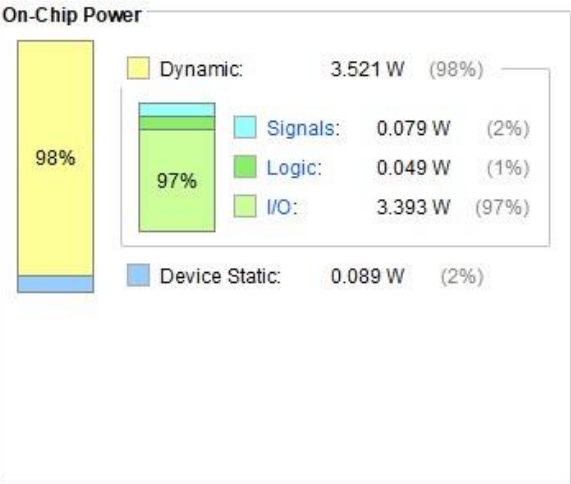 On-Chip Power
Dynamic: 3.521 W (98%)
98%
97%
Signals: 0.079 W (2%)
Logic: 0.049 W (1%)
I/O: 3.393 W (97%)
Device Static: 0.089 W (2%)